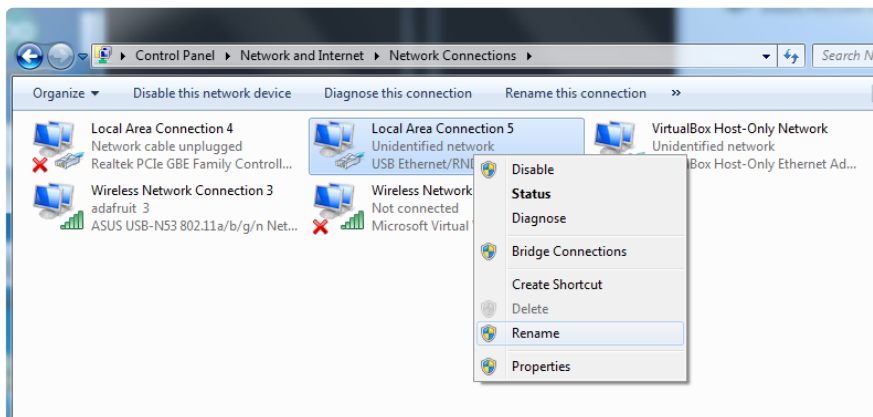 Control Panel Network and Internet Network Connections
Search N
Organize Disable this network device Diagnose this connection Rename this connection »
Local Area Connection 4
Network cable unplugged
Realtek PCIe GBE Family Controll...
Local Area Connection 5
Unidentified network
USB Ethernet/RND
VirtualBox Host-Only Network
Unidentified network
alBox Host-Only Ethernet Ad...
Wireless Network Connection 3
adafruit 3
ASUS USB-N53 802.11a/b/g/n Net...
Wireless Network
Not connected
Microsoft Virtual
Disable
Status
Diagnose
Bridge Connections
Create Shortcut
Delete
Rename
Properties